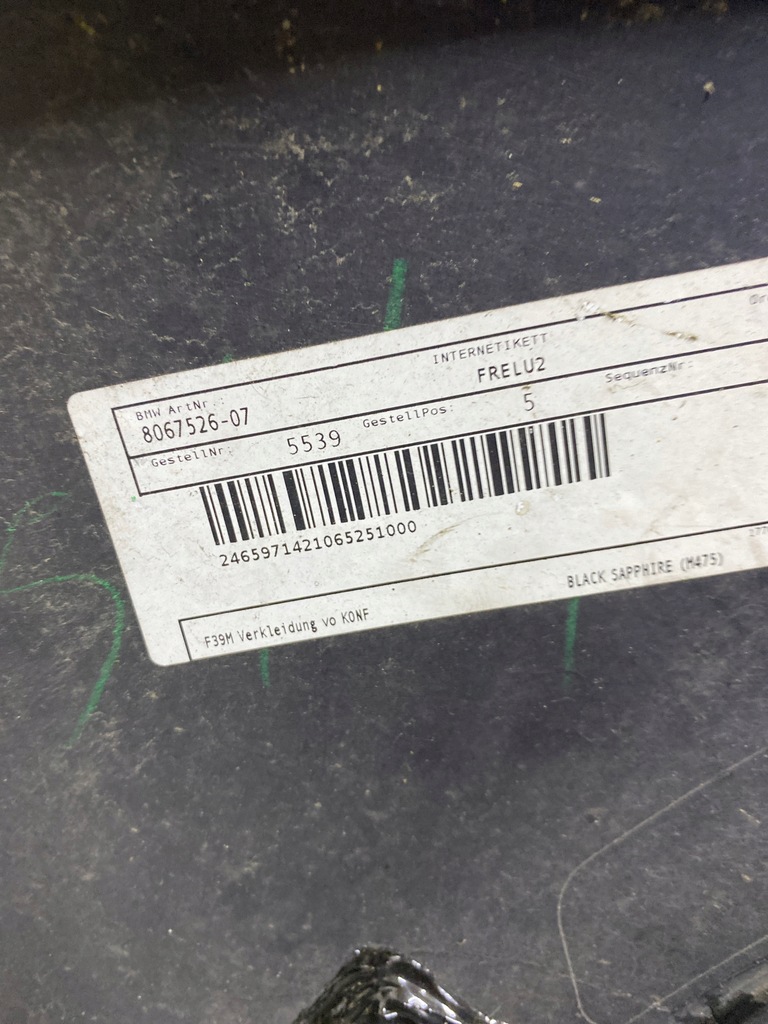 INTERNETIKETT
BMW ArtNr.:
8067526-07
FRELU2
GestellNr:
5539
GestellPos:
5
SequenzNr:
2465971421065251000
F39M Verkleidung vo KONF
BLACK SAPPHIRE (M475)